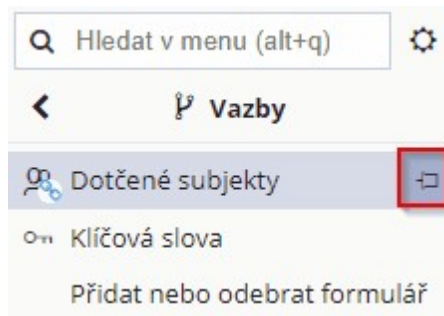 Hledat v menu (alt+q)
Vazby
Dotčené subjekty
Klíčová slova
Přidat nebo odebrat formulář